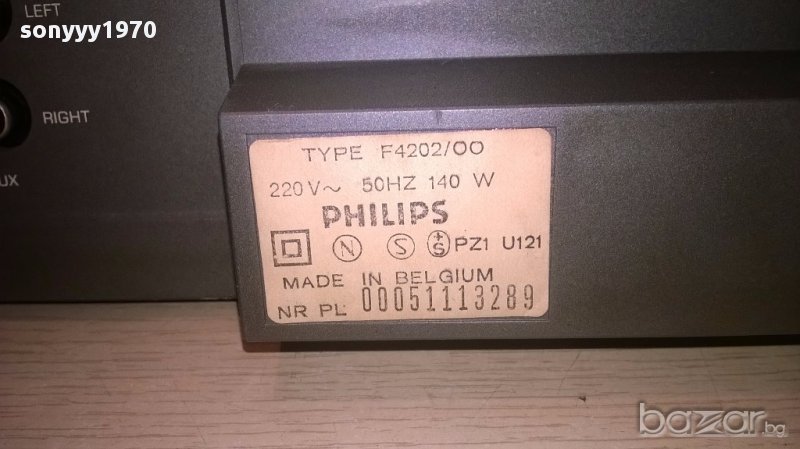 LEFT
sonyyy1970
RIGHT
UX
TYPE F4202/00
220V~ 50HZ 140 W
PHILIPS
N S +S PZ1 U121
MADE IN BELGIUM
NR PL 00051113289
bazar.bg